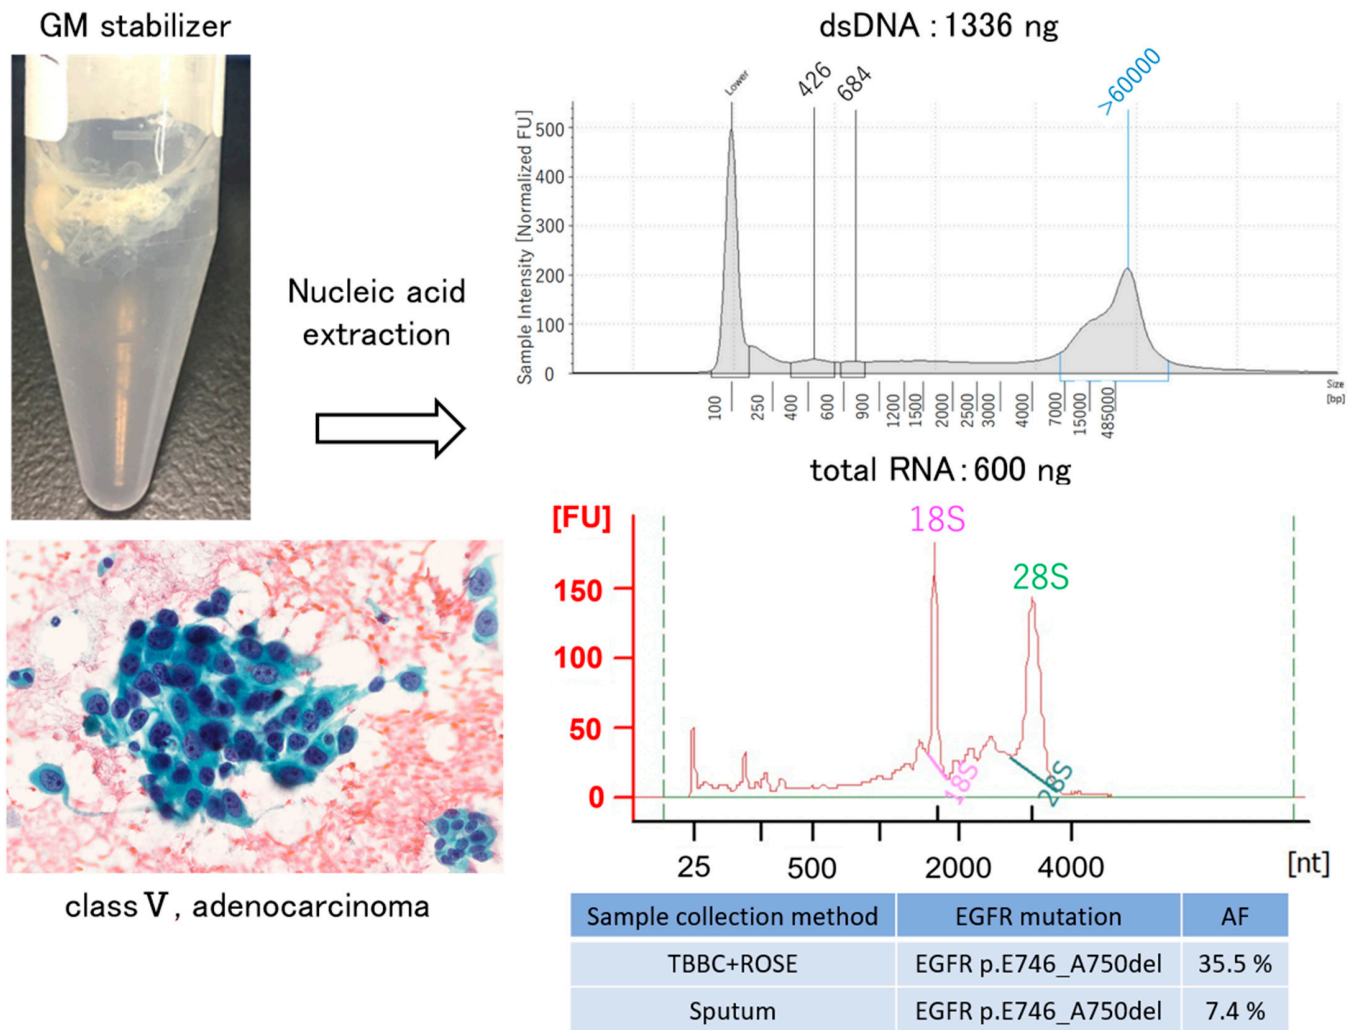 GM stabilizer
Nucleic acid
extraction
class V, adenocarcinoma
dsDNA : 1336 ng
Lower
426
684
>60000
Sample Intensity [Normalized FU]
500
400
300
200
100
0
100
250
400
600
900
1200
1500
2000
2500
3000
4000
7000
15000
485000
Size
[bp]
total RNA : 600 ng
[FU]
18S
28S
150
100
50
0
18S
28S
25
500
2000
4000
[nt]
Sample collection method EGFR mutation AF
TBBC+ROSE EGFR p.E746_A750del 35.5 %
Sputum EGFR p.E746_A750del 7.4 %